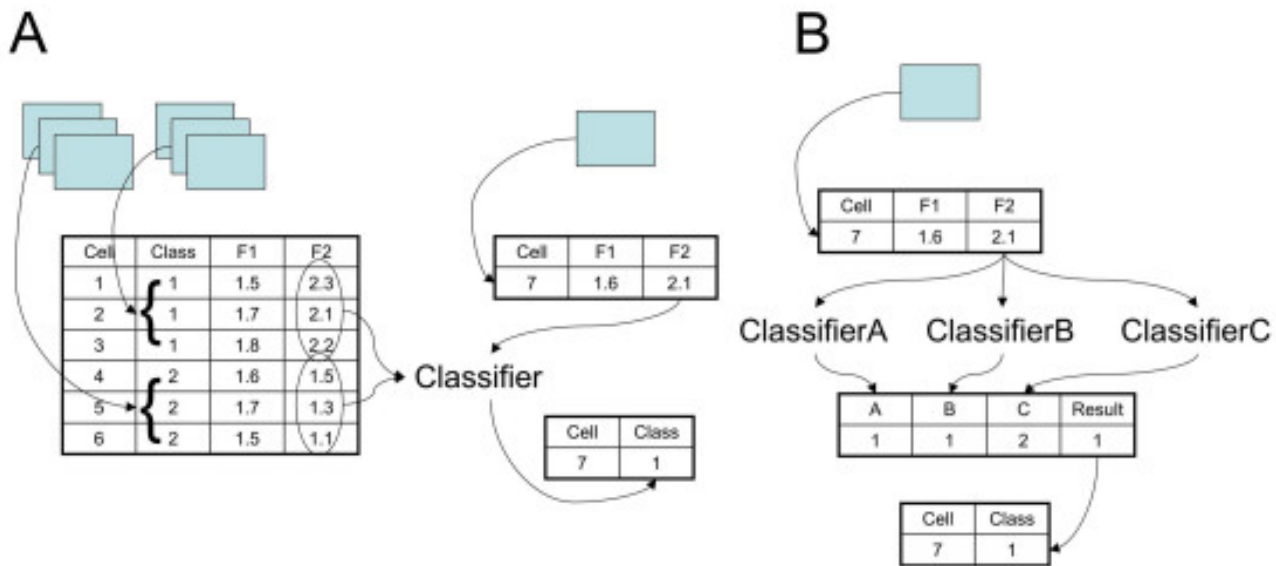 A
Cell Class F1 F2
1 1 1.5 2.3
2 1 1.7 2.1
3 1 1.8 2.2
4 2 1.6 1.5
5 2 1.7 1.3
6 2 1.5 1.1
Cell F1 F2
7 1.6 2.1
Classifier
Cell Class
7 1
B
Cell F1 F2
7 1.6 2.1
ClassifierA ClassifierB ClassifierC
A B C Result
1 1 2 1
Cell Class
7 1